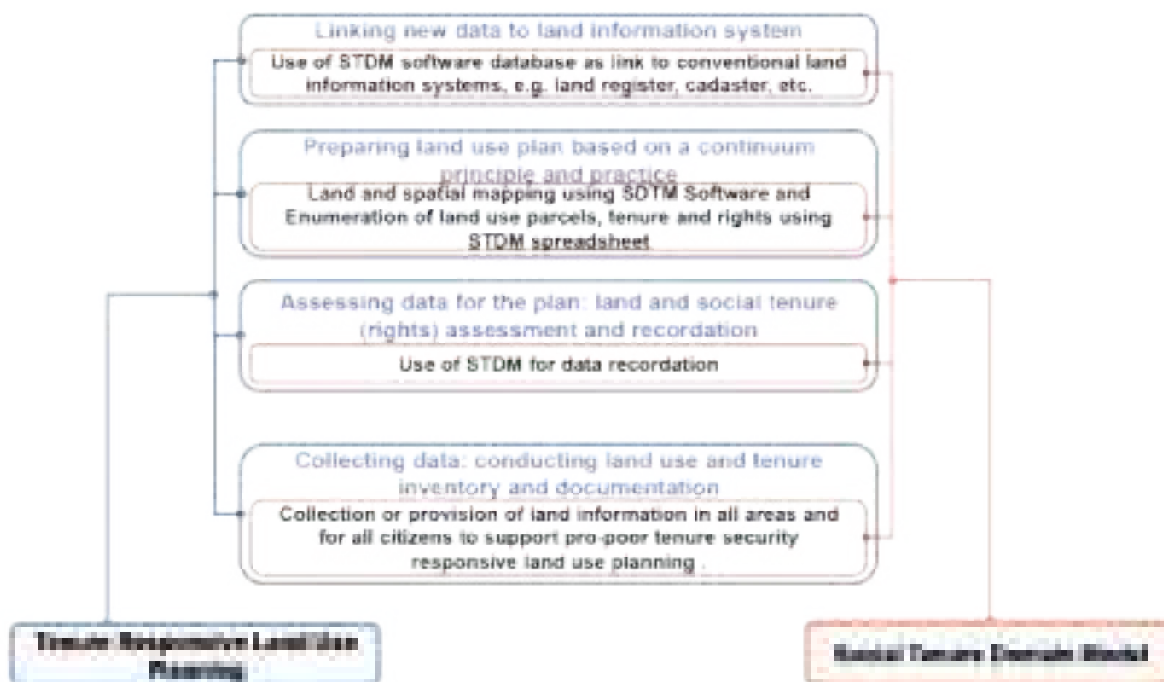 Linking new data to land information system
Use of STDM software database as link to conventional land
information systems, e.g. land register, cadaster, etc.
Preparing land use plan based on a continuum
principle and practice
Land and spatial mapping using SDTM Software and
Enumeration of land use parcels, tenure and rights using
STDM spreadsheet
Assessing data for the plan: land and social tenure
(rights) assessment and recordation
Use of STDM for data recordation
Collecting data: conducting land use and tenure
inventory and documentation
Collection or provision of land information in all areas and
for all citizens to support pro-poor tenure security
responsive land use planning .
Tenure Responsive Land Use
Planning
Social Tenure Domain Model